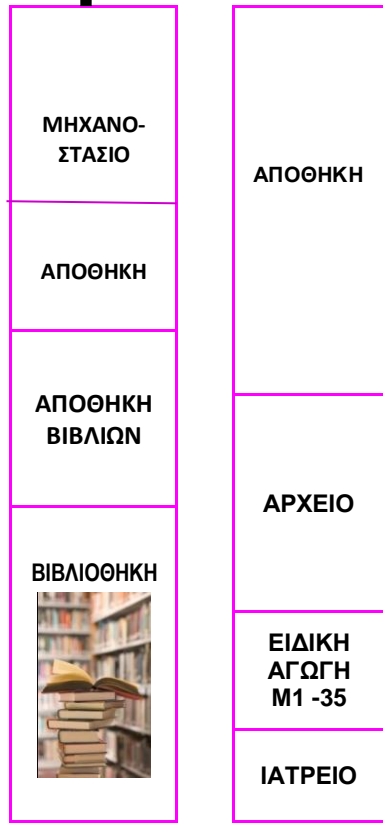 ΜΗΧΑΝΟ-
ΣΤΑΣΙΟ
ΑΠΟΘΗΚΗ
ΑΠΟΘΗΚΗ
ΒΙΒΛΙΩΝ
ΒΙΒΛΙΟΘΗΚΗ
ΑΠΟΘΗΚΗ
ΑΡΧΕΙΟ
ΕΙΔΙΚΗ
ΑΓΩΓΗ
Μ1 -35
ΙΑΤΡΕΙΟ